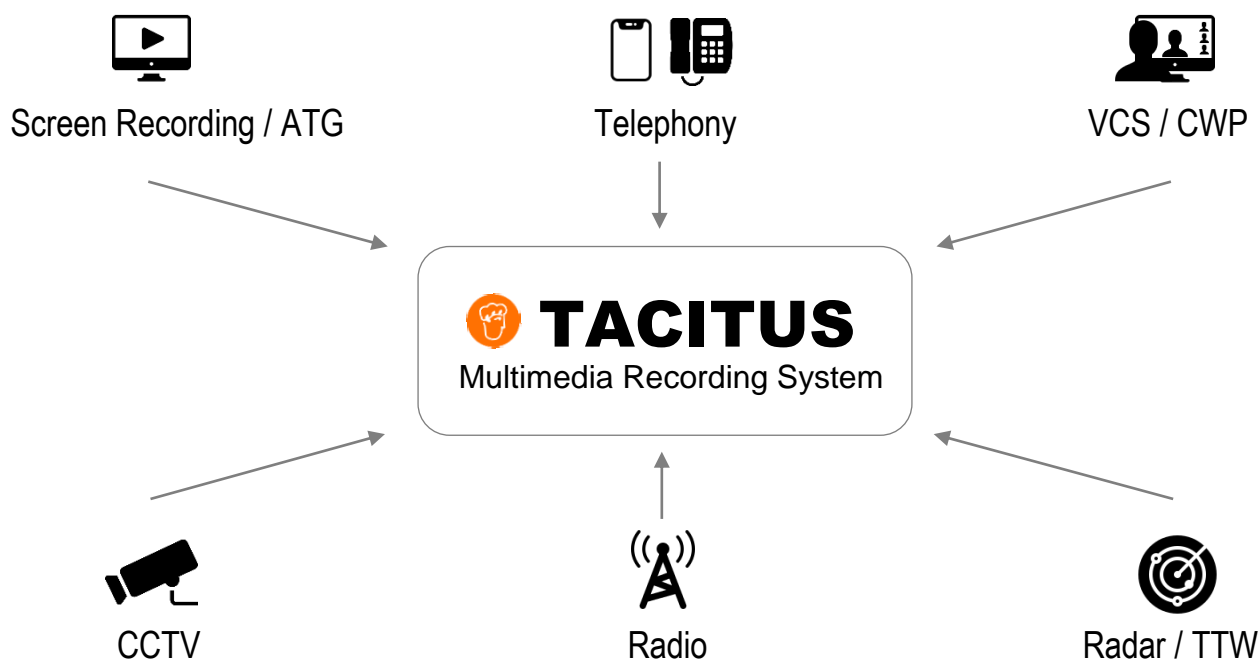 Screen Recording / ATG
Telephony
VCS / CWP
TACITUS
Multimedia Recording System
CCTV
Radio
Radar / TTW